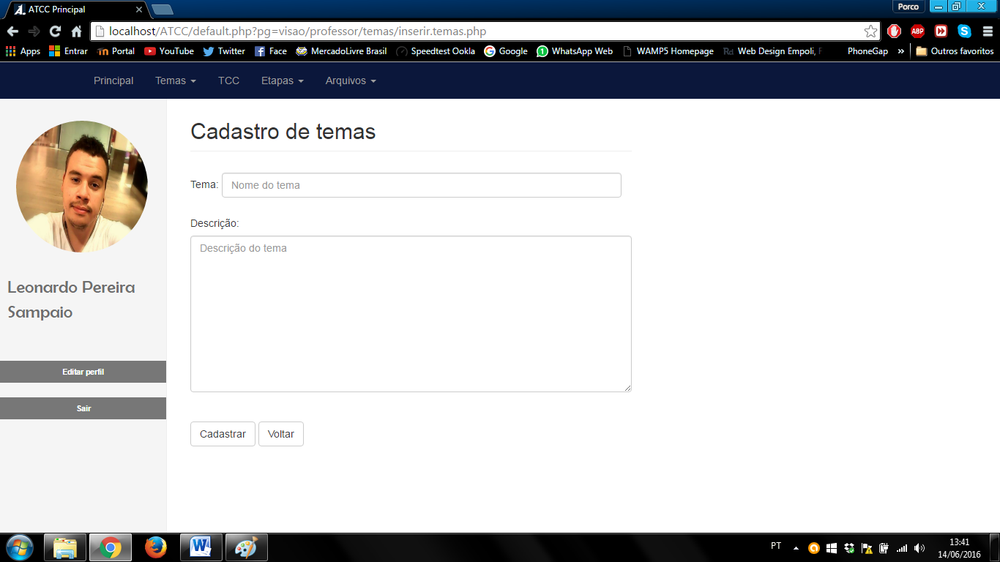 ATCC Principal
Porco
localhost/ATCC/default.php?pg=visao/professor/temas/inserir.temas.php
ABP
Apps Entrar Portal YouTube Twitter Face MercadoLivre Brasil Speedtest Ookla Google WhatsApp Web WAMP5 Homepage Rd Web Design Empoli, F PhoneGap » Outros favoritos
Principal Temas TCC Etapas Arquivos
Cadastro de temas
Tema: Nome do tema
Descrição:
Descrição do tema
Leonardo Pereira
Sampaio
Editar perfil
Sair
Cadastrar Voltar
PT
13:41
14/06/2016